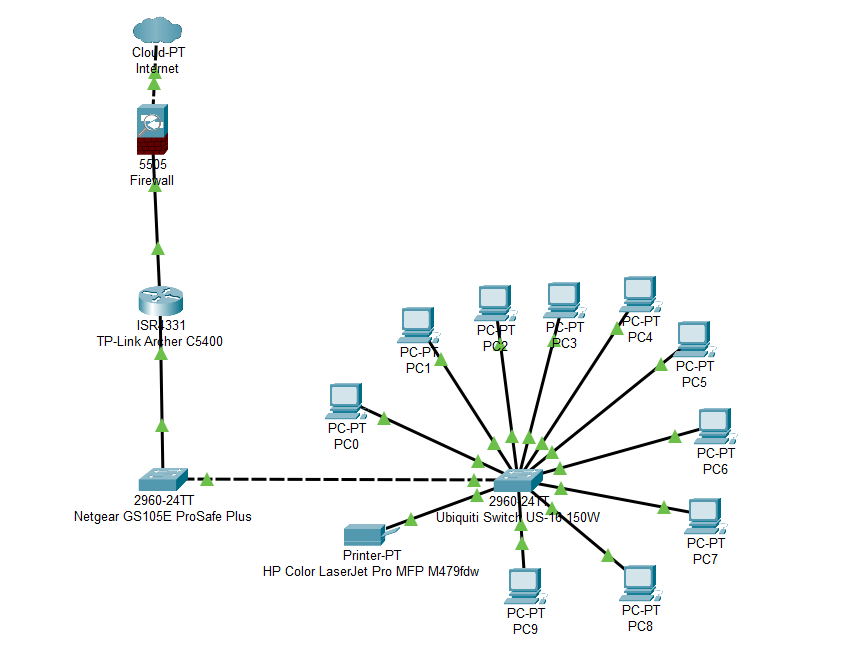 Cloud-PT
Internet
5505
Firewall
ISR4331
TP-Link Archer C5400
PC-PT
PC1
PC-PT
PC2
PC-PT
PC3
PC-PT
PC4
PC-PT
PC5
PC-PT
PC0
PC-PT
PC6
2960-24TT
Netgear GS105E ProSafe Plus
2960-24TT
Ubiquiti Switch US-16-150W
PC-PT
PC7
Printer-PT
HP Color LaserJet Pro MFP M479fdw
PC-PT
PC9
PC-PT
PC8